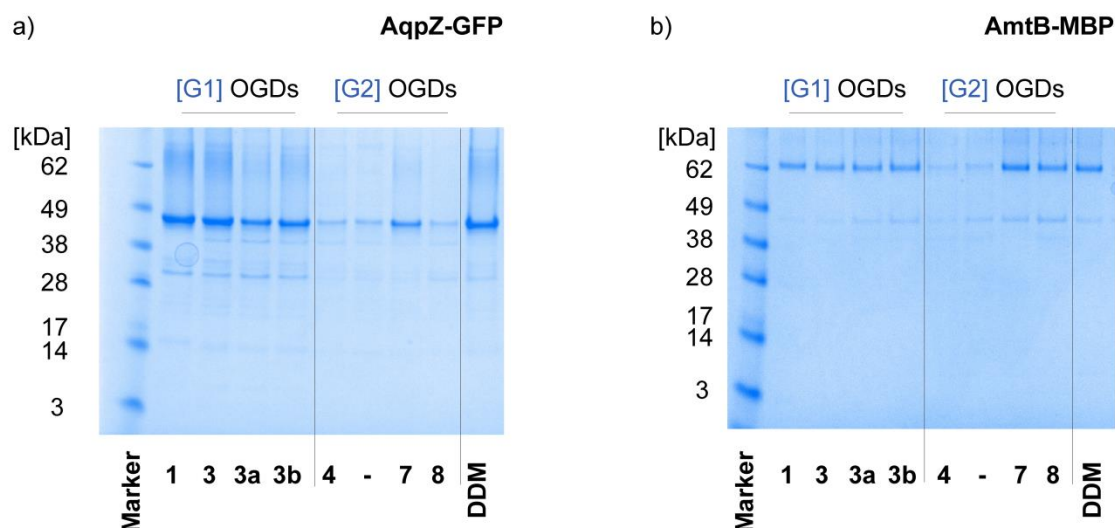 a)
AqpZ-GFP
[G1] OGDs
[G2] OGDs
[kDa]
62
49
38
28
17
14
3
Marker
1 3 3a 3b 4 - 7 8
DDM
b)
AmtB-MBP
[G1] OGDs
[G2] OGDs
[kDa]
62
49
38
28
17
14
3
Marker
1 3 3a 3b 4 - 7 8
DDM